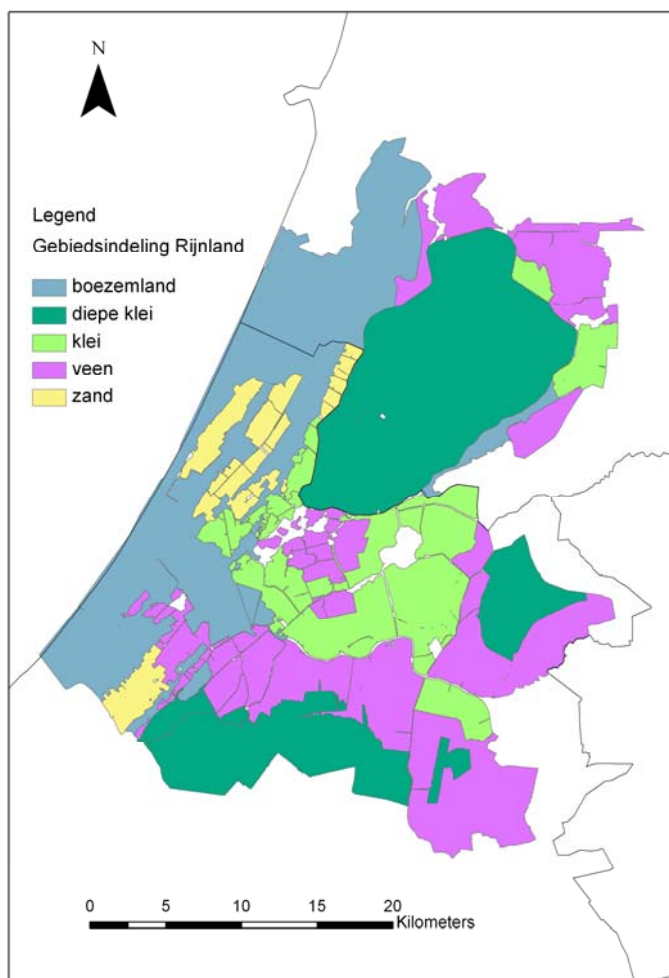 N
Legend
Gebiedsindeling Rijnland
boezemland
diepe klei
klei
veen
zand
0 5 10 15 20
Kilometers